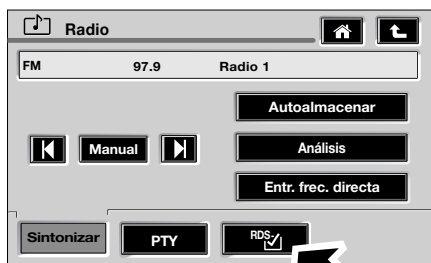 Radio
FM 97.9 Radio 1
Autoalmacenar
Manual Análisis
Entr. frec. directa
Sintonizar PTY RDS